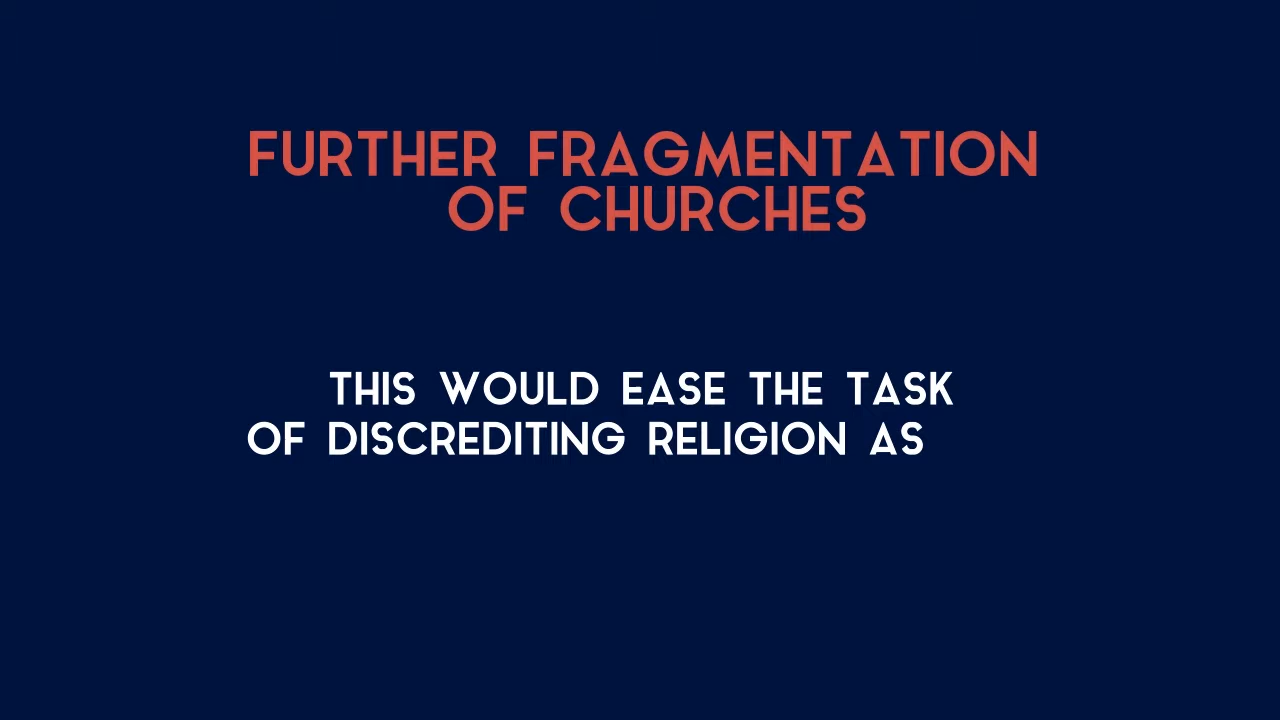 FURTHER FRAGMENTATION
OF CHURCHES
THIS WOULD EASE THE TASK
OF DISCREDITING RELIGION AS